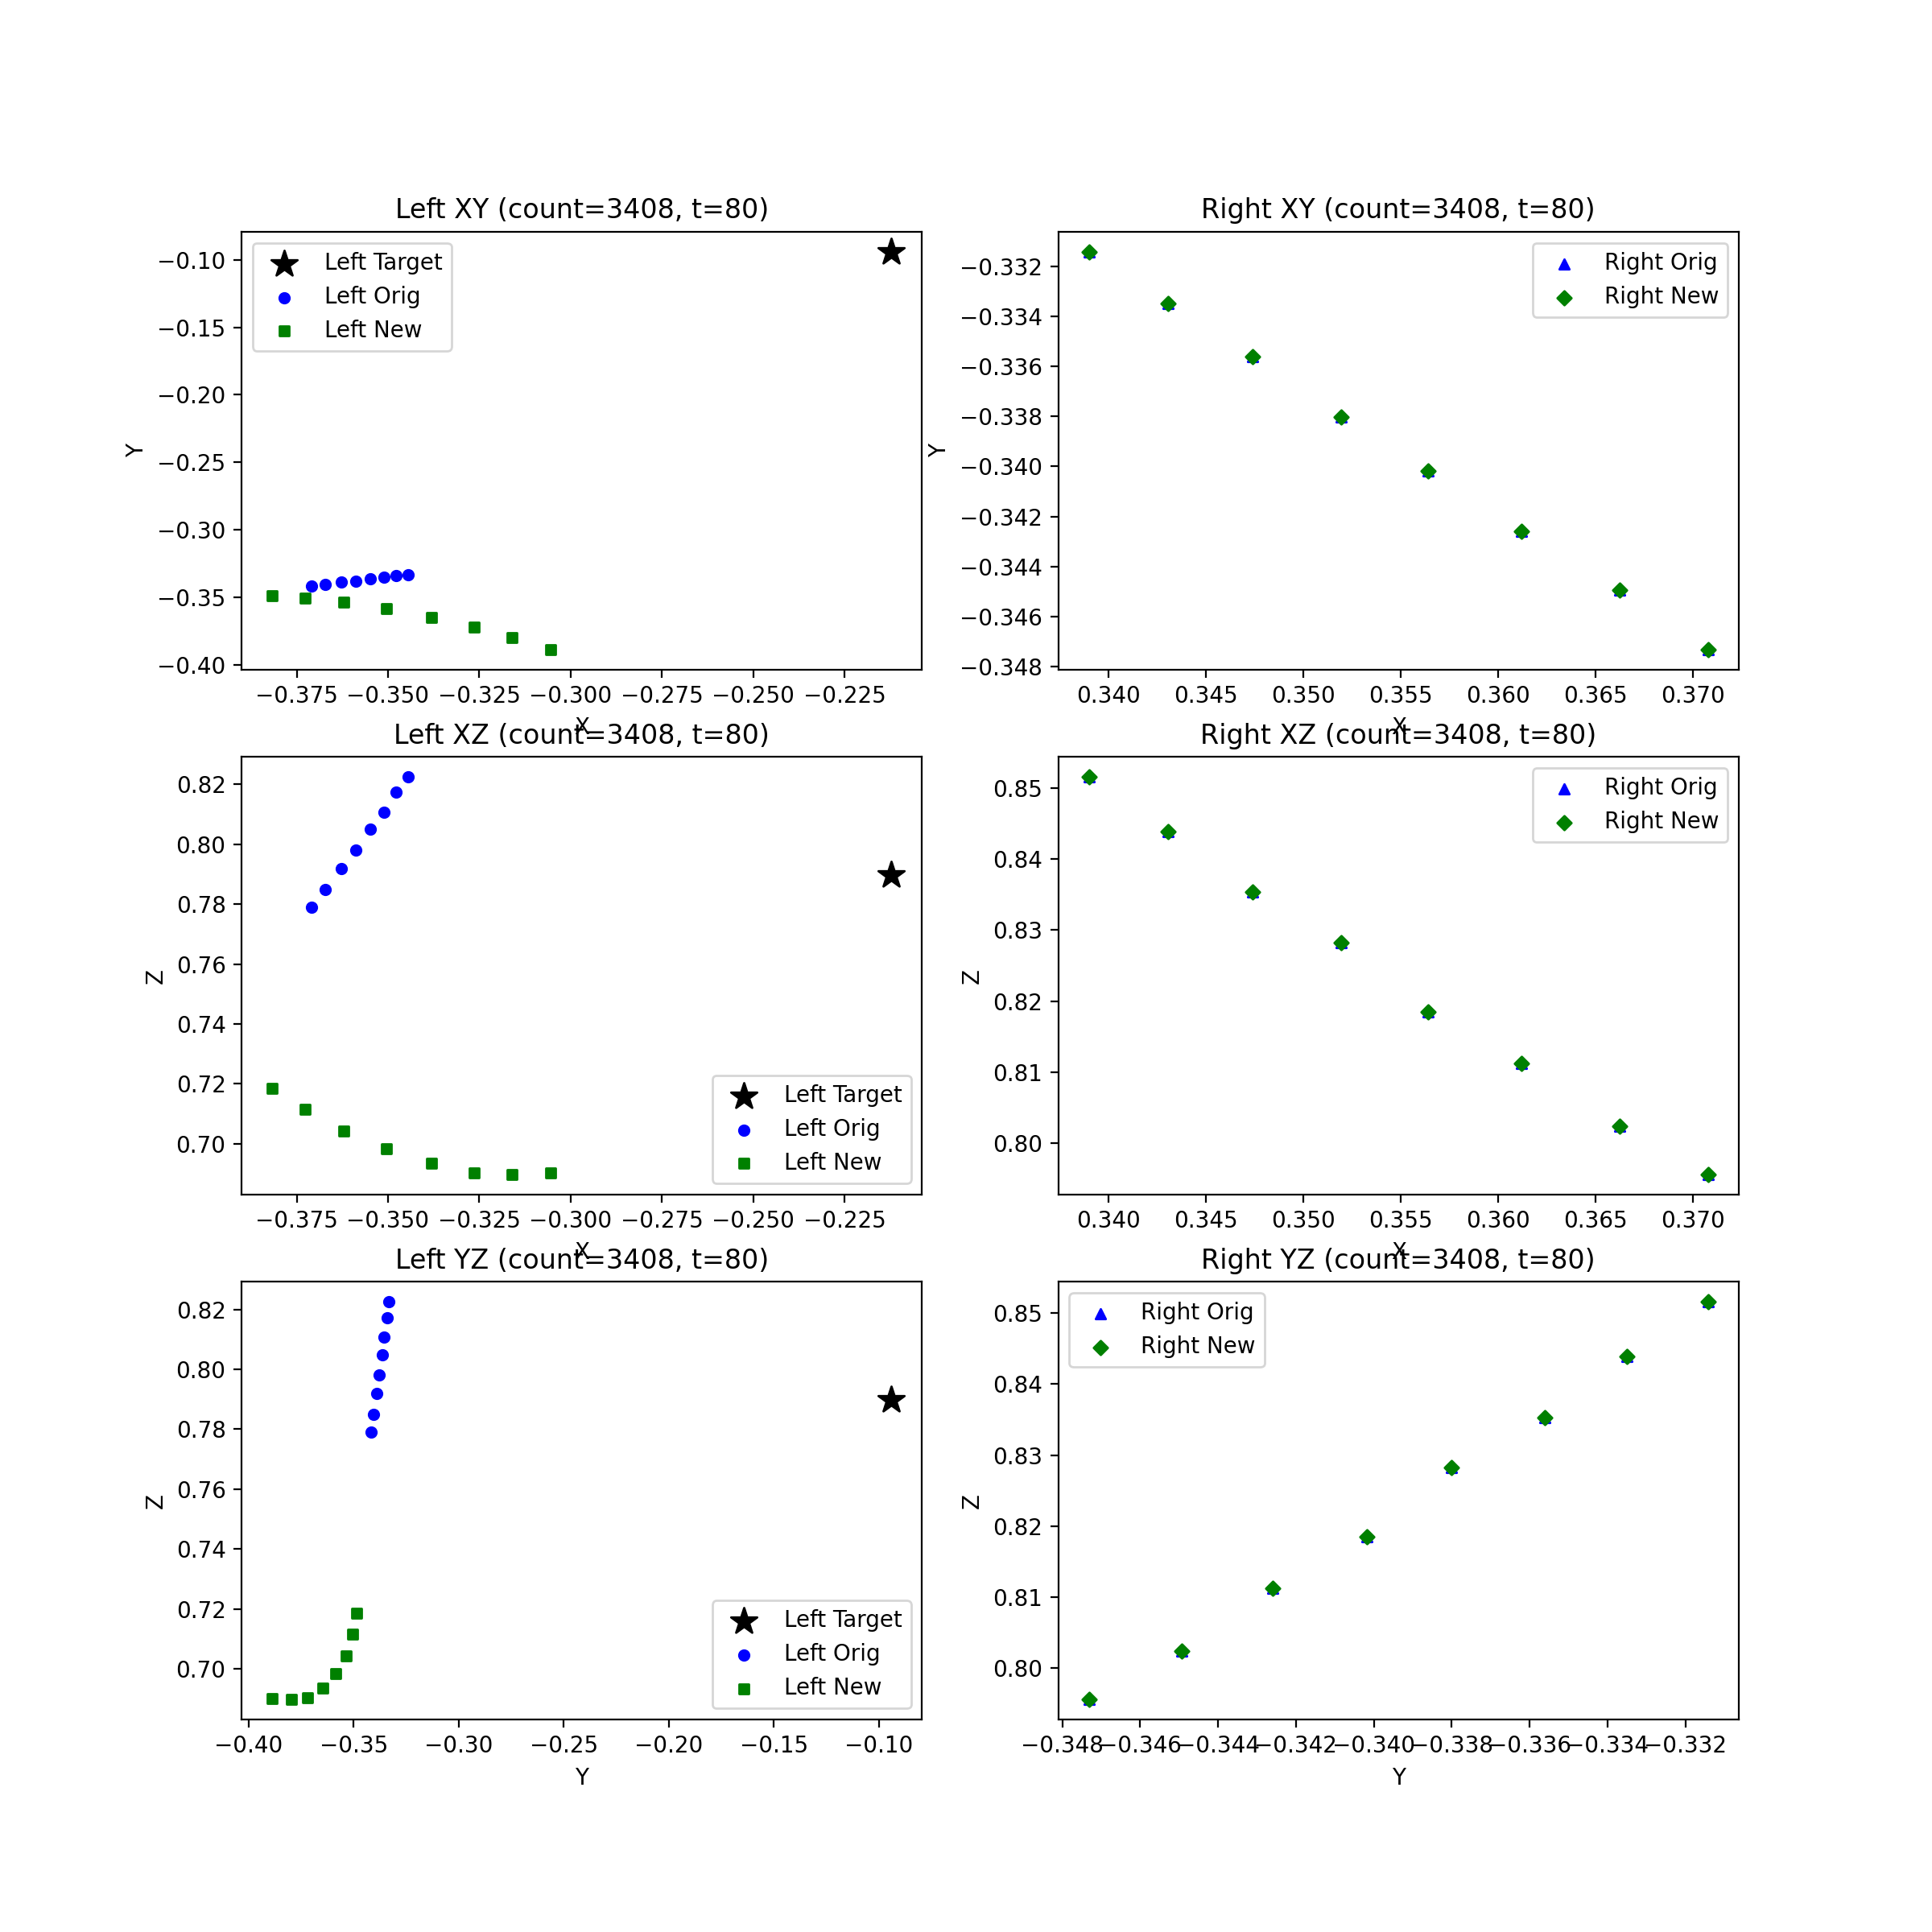 Left XY (count=3408, t=80)
Left Target
Left Orig
Left New
Y
−0.10
−0.15
−0.20
−0.25
−0.30
−0.35
−0.40
−0.375 −0.350 −0.325 −0.300 −0.275 −0.250 −0.225
X
Right XY (count=3408, t=80)
Right Orig
Right New
Y
−0.332
−0.334
−0.336
−0.338
−0.340
−0.342
−0.344
−0.346
−0.348
0.340 0.345 0.350 0.355 0.360 0.365 0.370
X
Left XZ (count=3408, t=80)
Left Target
Left Orig
Left New
Z
0.82
0.80
0.78
0.76
0.74
0.72
0.70
−0.375 −0.350 −0.325 −0.300 −0.275 −0.250 −0.225
X
Right XZ (count=3408, t=80)
Right Orig
Right New
Z
0.85
0.84
0.83
0.82
0.81
0.80
0.340 0.345 0.350 0.355 0.360 0.365 0.370
X
Left YZ (count=3408, t=80)
Left Target
Left Orig
Left New
Z
0.82
0.80
0.78
0.76
0.74
0.72
0.70
−0.40 −0.35 −0.30 −0.25 −0.20 −0.15 −0.10
Y
Right YZ (count=3408, t=80)
Right Orig
Right New
Z
0.85
0.84
0.83
0.82
0.81
0.80
−0.348 −0.346 −0.344 −0.342 −0.340 −0.338 −0.336 −0.334 −0.332
Y